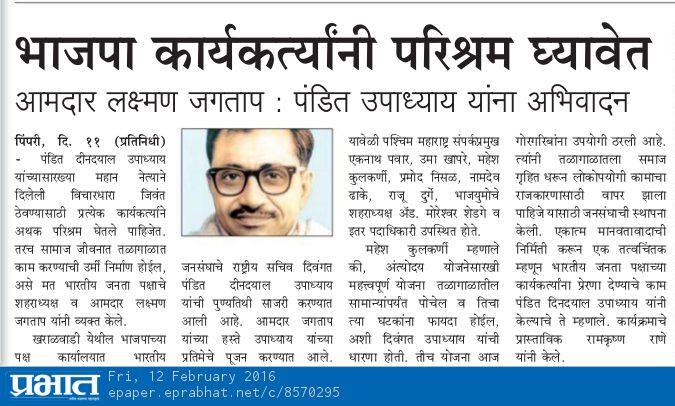 भाजपा कार्यकर्त्यांनी परिश्रम घ्यावेत
आमदार लक्ष्मण जगताप : पंडित उपाध्याय यांना अभिवादन
पिंपरी, दि. ११ (प्रतिनिधी)
- पंडित दीनदयाल उपाध्याय
यांच्यासारख्या महान नेत्याने
दिलेली विचारधारा जिवंत
ठेवण्यासाठी प्रत्येक कार्यकर्त्याने
अथक परिश्रम घेतले पाहिजेत.
तरच सामाज जीवनात तळागाळात
काम करण्याची उर्मी निर्माण होईल,
असे मत भारतीय जनता पक्षाचे
शहराध्यक्ष व आमदार लक्ष्मण
जगताप यांनी व्यक्त केले.
खराळवाडी येथील भाजपाच्या
पक्ष कार्यालयात भारतीय
जनसंघाचे राष्ट्रीय सचिव दिवंगत
पंडित दीनदयाल उपाध्याय
यांची पुण्यतिथी साजरी करण्यात
आली आहे. आमदार जगताप
यांच्या हस्ते उपाध्याय यांच्या
प्रतिमेचे पूजन करण्यात आले.
यावेळी पश्चिम महाराष्ट्र संपर्कप्रमुख
एकनाथ पवार, उमा खापरे, महेश
कुलकर्णी, प्रमोद निसळ, नामदेव
ढाके, राजू दुर्गे, भाजयुमोचे
शहराध्यक्ष अँड. मोरेश्वर शेडगे व
इतर पदाधिकारी उपस्थित होते.
महेश कुलकर्णी म्हणाले
की, अंत्योदय योजनेसारखी
महत्त्वपूर्ण योजना तळागाळातील
सामान्यांपर्यंत पोचेल व तिचा
त्या घटकांना फायदा होईल,
अशी दिवंगत उपाध्याय यांची
धारणा होती. तीच योजना आज
गोरगरिबांना उपयोगी ठरली आहे.
त्यांनी तळागाळातला समाज
गृहित धरून लोकोपयोगी कामाचा
राजकारणासाठी वापर झाला
पाहिजे यासाठी जनसंघाची स्थापना
केली. एकात्म मानवतावादाची
निर्मिती करून एक तत्वचिंतक
म्हणून भारतीय जनता पक्षाच्या
कार्यकर्त्यांना प्रेरणा देण्याचे काम
पंडित दिनदयाल उपाध्याय यांनी
केल्याचे ते म्हणाले. कार्यक्रमाचे
प्रास्ताविक रामकृष्ण राणे
यांनी केले.
प्रभात
Fri, 12 February 2016
epaper.eprabhat.net/c/8570295